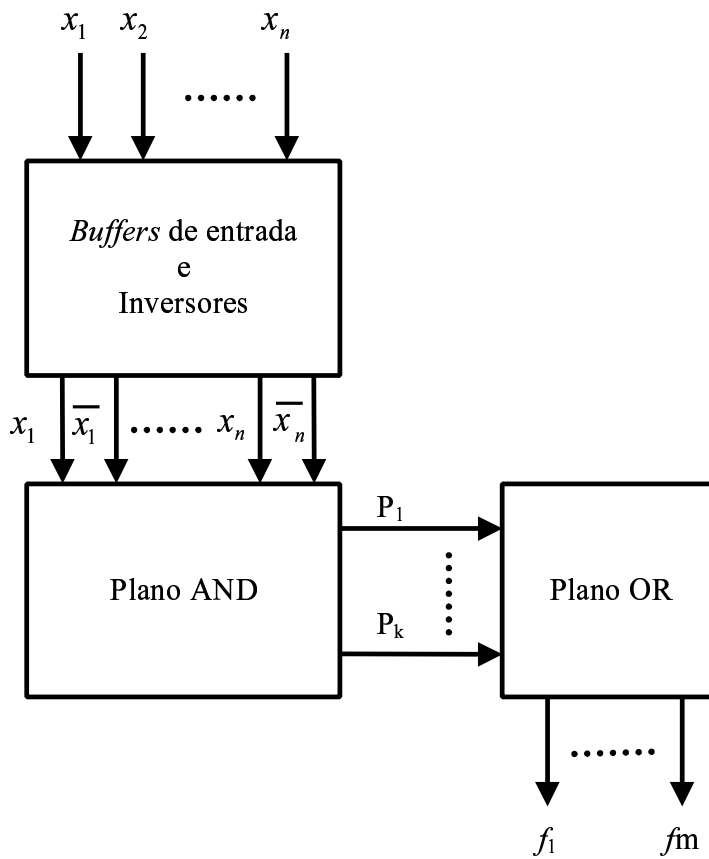 x₁ x₂ ...... xₙ
Buffers de entrada
e
Inversores
x₁ x̅₁ ...... xₙ x̅ₙ
P₁
Plano AND
Plano OR
Pₖ
.......
f₁ fm